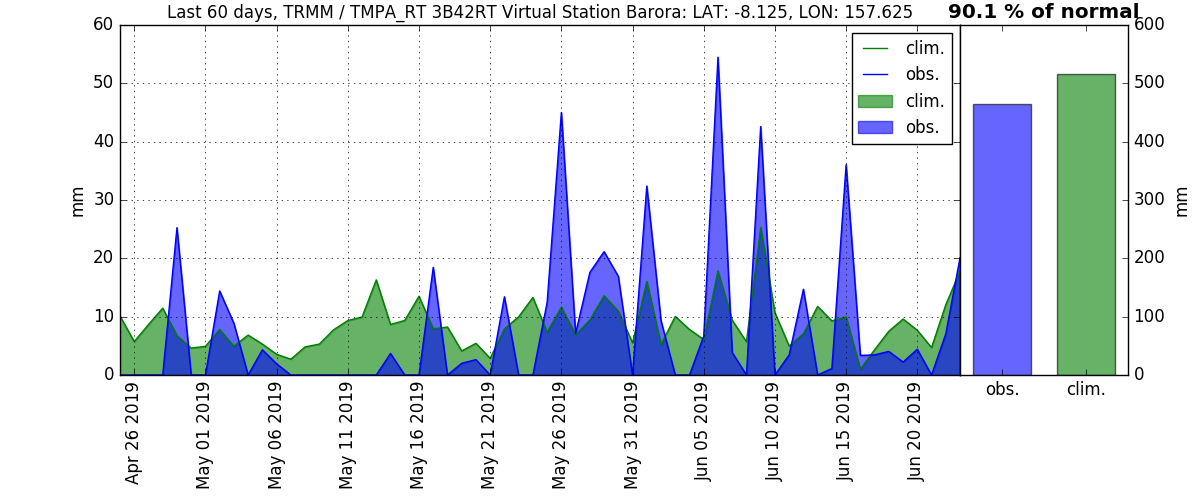 Last 60 days, TRMM / TMPA_RT 3B42RT Virtual Station Barora: LAT: -8.125, LON: 157.625
90.1 % of normal
60
50
40
30
20
10
0
mm
clim.
obs.
clim.
obs.
600
500
400
300
200
100
0
mm
obs.
clim.
Apr 26 2019
May 01 2019
May 06 2019
May 11 2019
May 16 2019
May 21 2019
May 26 2019
May 31 2019
Jun 05 2019
Jun 10 2019
Jun 15 2019
Jun 20 2019